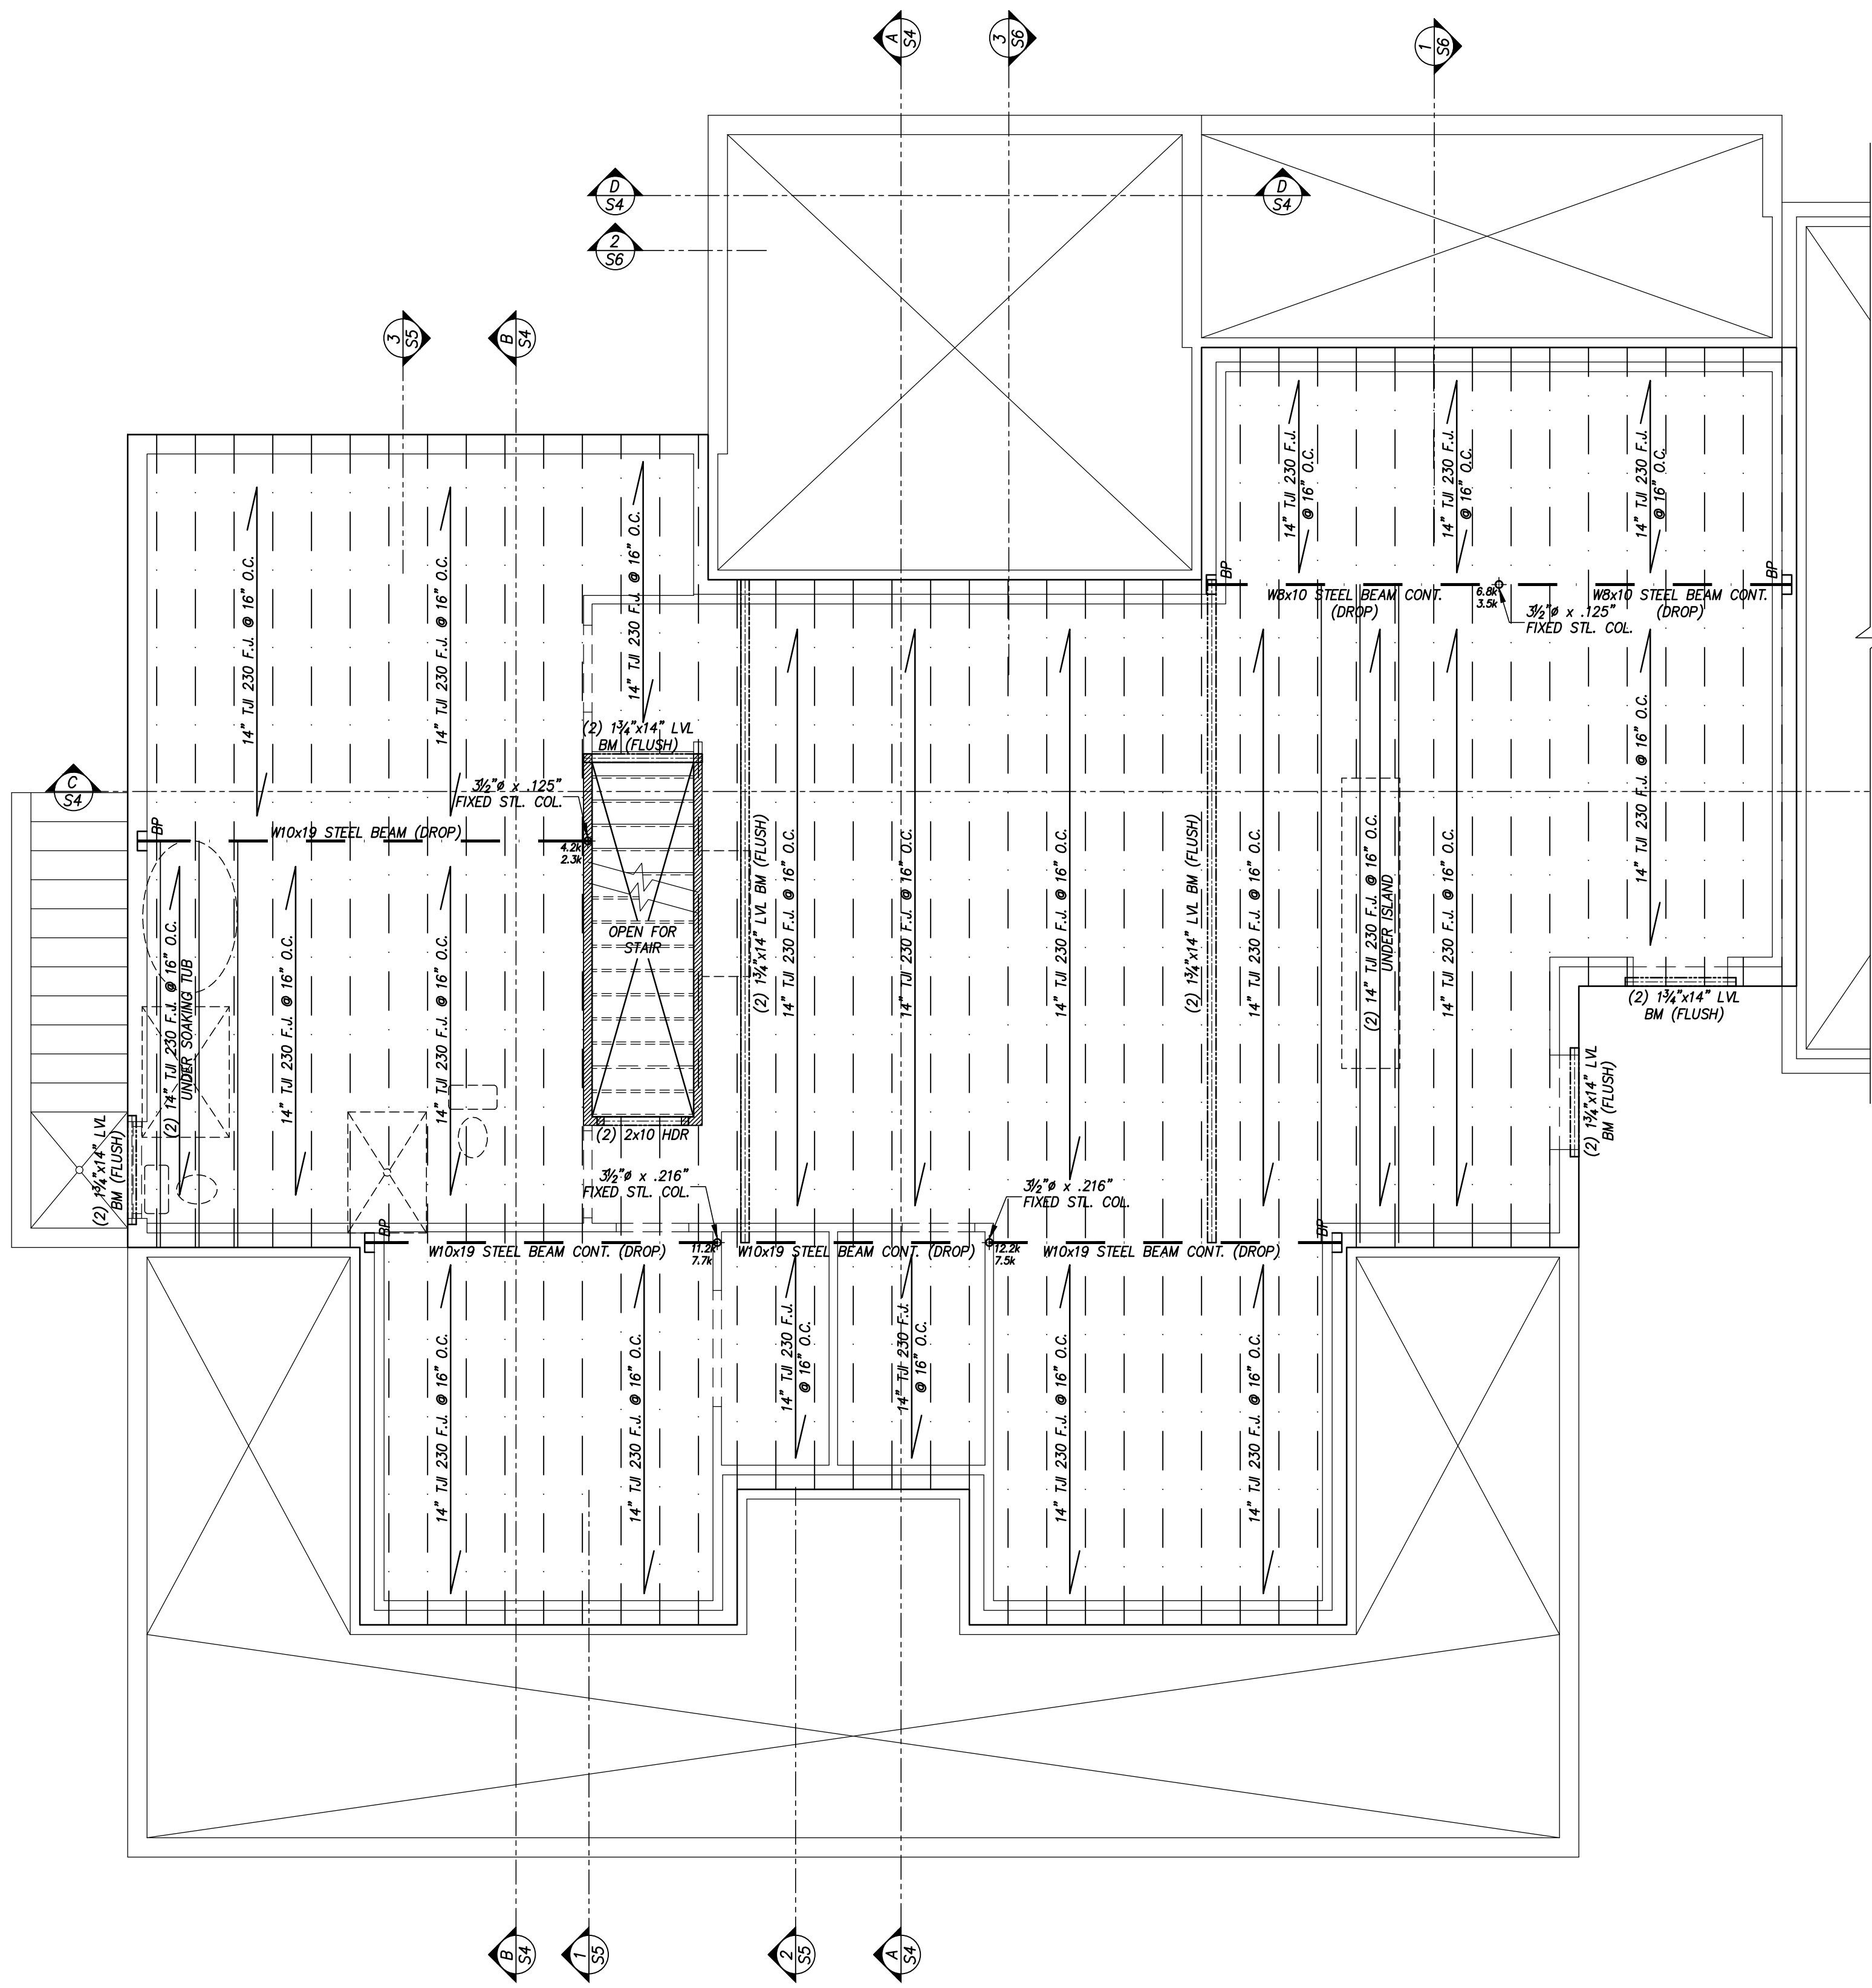 A
S4
3
S6
1
S6
D
S4
D
S4
2
S6
3
S5
B
S4
14" TJI 230 F.J.
@ 16" O.C.
14" TJI 230 F.J.
@ 16" O.C.
14" TJI 230 F.J.
@ 16" O.C.
14" TJI 230 F.J. @ 16" O.C.
14" TJI 230 F.J. @ 16" O.C.
14" TJI 230 F.J. @ 16" O.C.
BP
BP
W8x10 STEEL BEAM CONT.
(DROP)
6.8k
3.5k
W8x10 STEEL BEAM CONT.
(DROP)
3½"ø x .125"
FIXED STL. COL.
(2) 1¾"x14" LVL
BM (FLUSH)
C
S4
3½"ø x .125"
FIXED STL. COL.
BP
W10x19 STEEL BEAM (DROP)
4.2k
2.3k
(2) 1¾"x14" LVL BM (FLUSH)
14" TJI 230 F.J. @ 16" O.C.
14" TJI 230 F.J. @ 16" O.C.
14" TJI 230 F.J. @ 16" O.C.
(2) 1¾"x14" LVL BM (FLUSH)
14" TJI 230 F.J. @ 16" O.C.
(2) 14" TJI 230 F.J. @ 16" O.C.
UNDER ISLAND
14" TJI 230 F.J. @ 16" O.C.
14" TJI 230 F.J. @ 16" O.C.
OPEN FOR
STAIR
(2) 14" TJI 230 F.J. @ 16" O.C.
UNDER SOAKING TUB
14" TJI 230 F.J. @ 16" O.C.
14" TJI 230 F.J. @ 16" O.C.
(2) 1¾"x14" LVL
BM (FLUSH)
(2) 1¾"x14" LVL
BM (FLUSH)
(2) 1¾"x14" LVL
BM (FLUSH)
(2) 2x10 HDR
3½"ø x .216"
FIXED STL. COL.
3½"ø x .216"
FIXED STL. COL.
BP
BP
W10x19 STEEL BEAM CONT. (DROP)
11.2k
7.7k
W10x19 STEEL BEAM CONT. (DROP)
12.2k
7.5k
W10x19 STEEL BEAM CONT. (DROP)
14" TJI 230 F.J. @ 16" O.C.
14" TJI 230 F.J. @ 16" O.C.
14" TJI 230 F.J.
@ 16" O.C.
14" TJI 230 F.J.
@ 16" O.C.
14" TJI 230 F.J. @ 16" O.C.
14" TJI 230 F.J. @ 16" O.C.
B
S4
1
S5
2
S5
A
S4